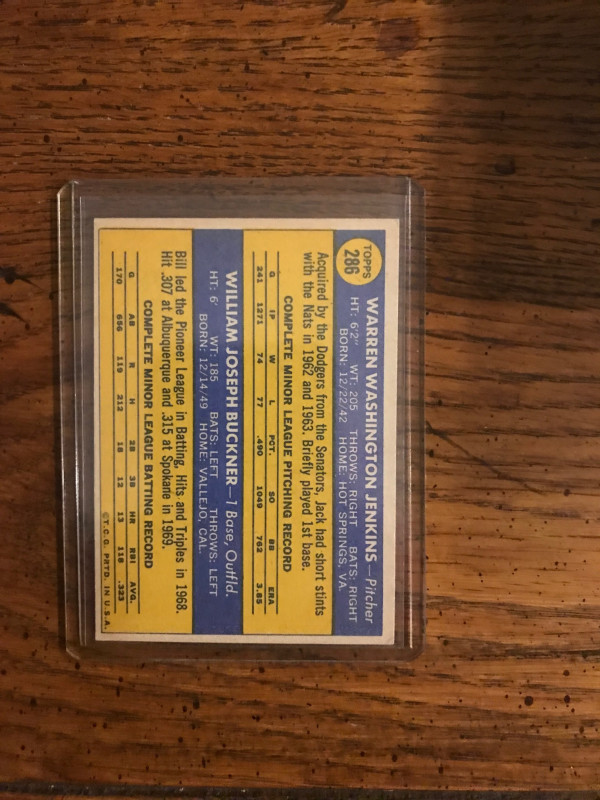 TOPPS
286
WARREN WASHINGTON JENKINS—Pitcher
HT: 6'2" WT: 205 THROWS: RIGHT BATS: RIGHT
BORN: 12/22/42 HOME: HOT SPRINGS, VA.
Acquired by the Dodgers from the Senators, Jack had short stints
with the Nats in 1962 and 1963. Briefly played 1st base.
COMPLETE MINOR LEAGUE PITCHING RECORD
G IP W L PCT. SO BB ERA
241 1271 74 77 .490 1049 762 3.85
WILLIAM JOSEPH BUCKNER—1 Base, Outfld.
HT: 6' WT: 185 BATS: LEFT THROWS: LEFT
BORN: 12/14/49 HOME: VALLEJO, CAL.
Bill led the Pioneer League in Batting, Hits and Triples in 1968.
Hit .307 at Albuquerque and .315 at Spokane in 1969.
COMPLETE MINOR LEAGUE BATTING RECORD
G AB R H 2B 3B HR RBI AVG.
170 656 119 212 18 12 13 118 .323
©T.C.G. PRTD. IN U.S.A.